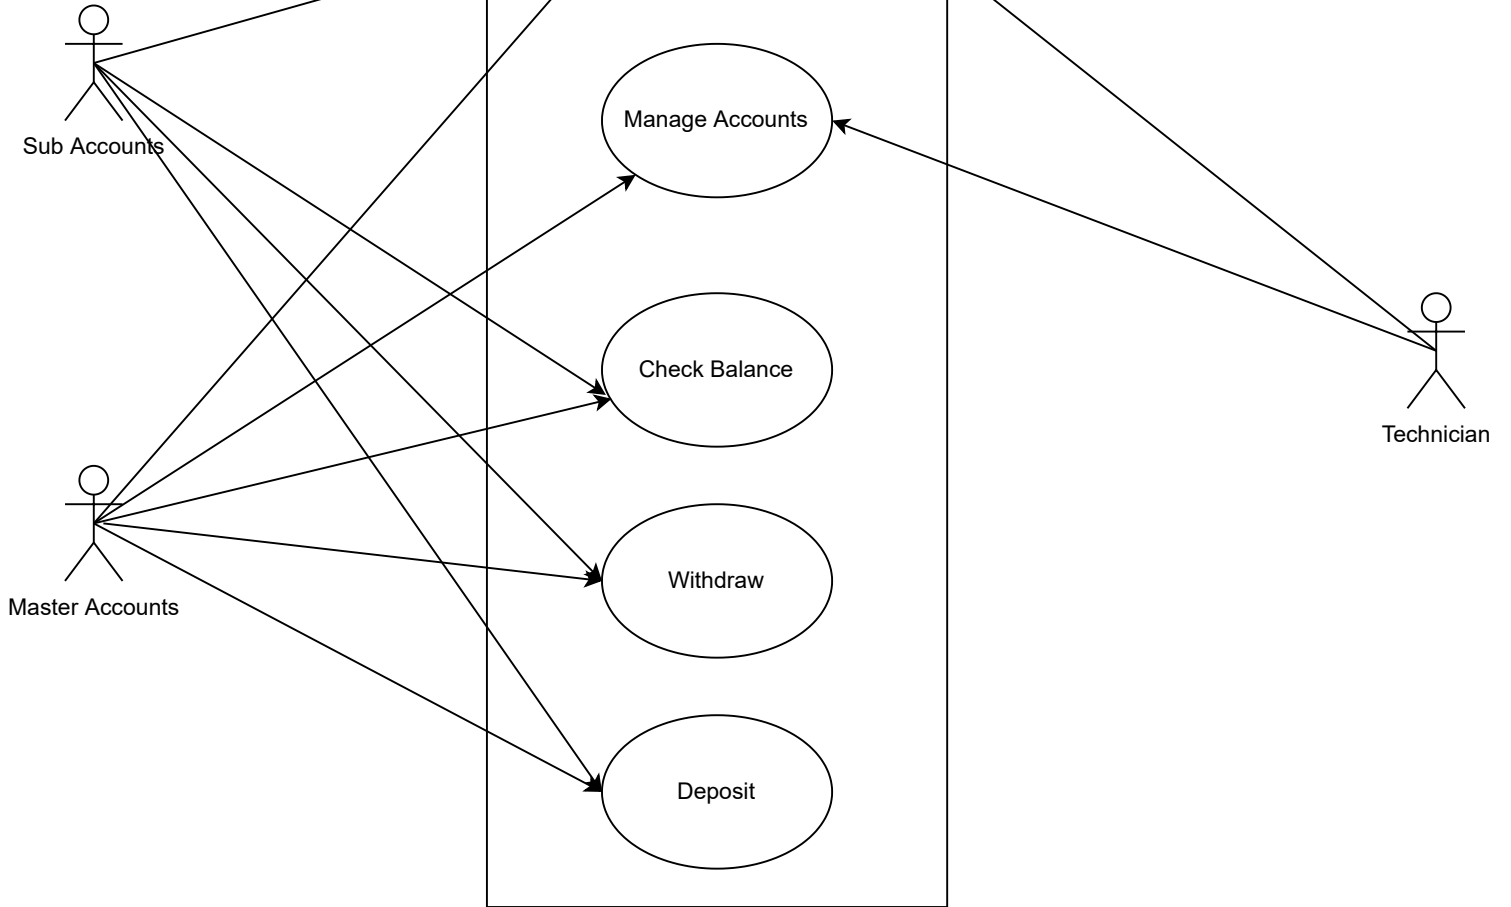 Manage Accounts
Sub Accounts
Check Balance
Technician
Withdraw
Master Accounts
Deposit